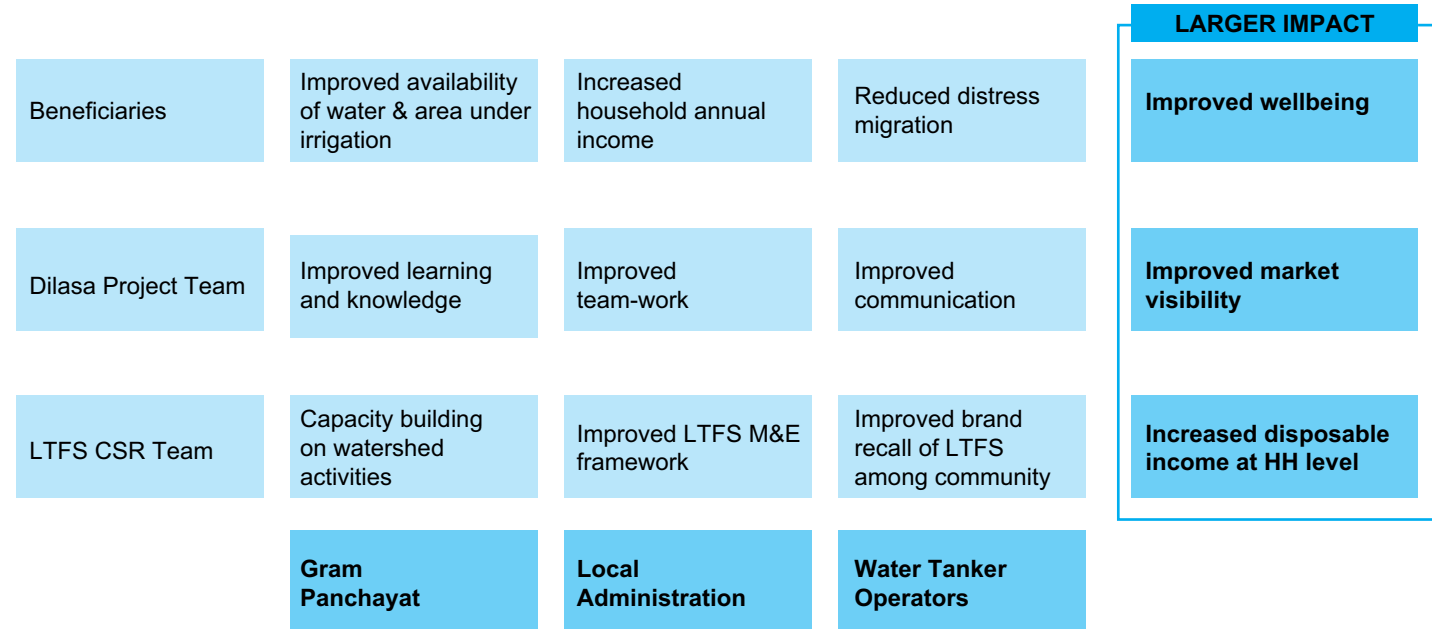 LARGER IMPACT
Beneficiaries
Improved availability
of water & area under
irrigation
Increased
household annual
income
Reduced distress
migration
Improved wellbeing
Dilasa Project Team
Improved learning
and knowledge
Improved
team-work
Improved
communication
Improved market
visibility
LTFS CSR Team
Capacity building
on watershed
activities
Improved LTFS M&E
framework
Improved brand
recall of LTFS
among community
Increased disposable
income at HH level
Gram
Panchayat
Local
Administration
Water Tanker
Operators